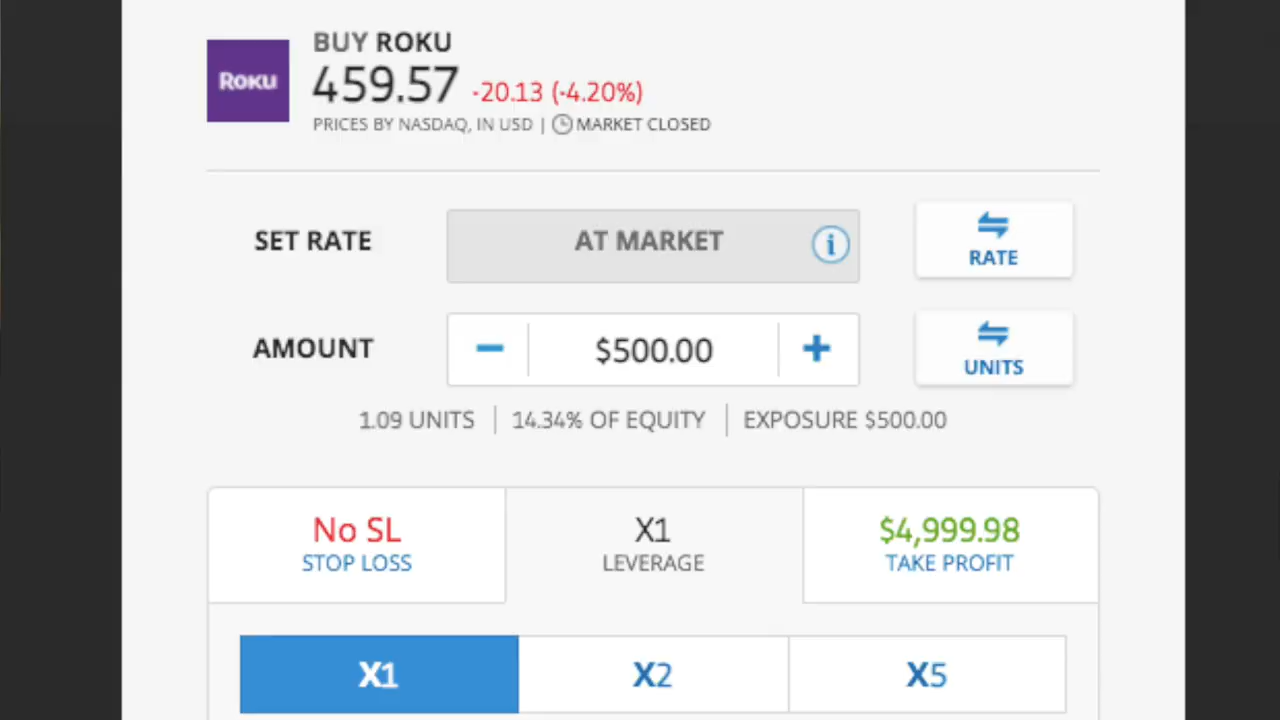 BUY ROKU
Roku
459.57 -20.13 (-4.20%)
PRICES BY NASDAQ, IN USD | MARKET CLOSED
SET RATE AT MARKET i RATE
AMOUNT $500.00 UNITS
1.09 UNITS | 14.34% OF EQUITY | EXPOSURE $500.00
No SL X1 $4,999.98
STOP LOSS LEVERAGE TAKE PROFIT
X1 X2 X5